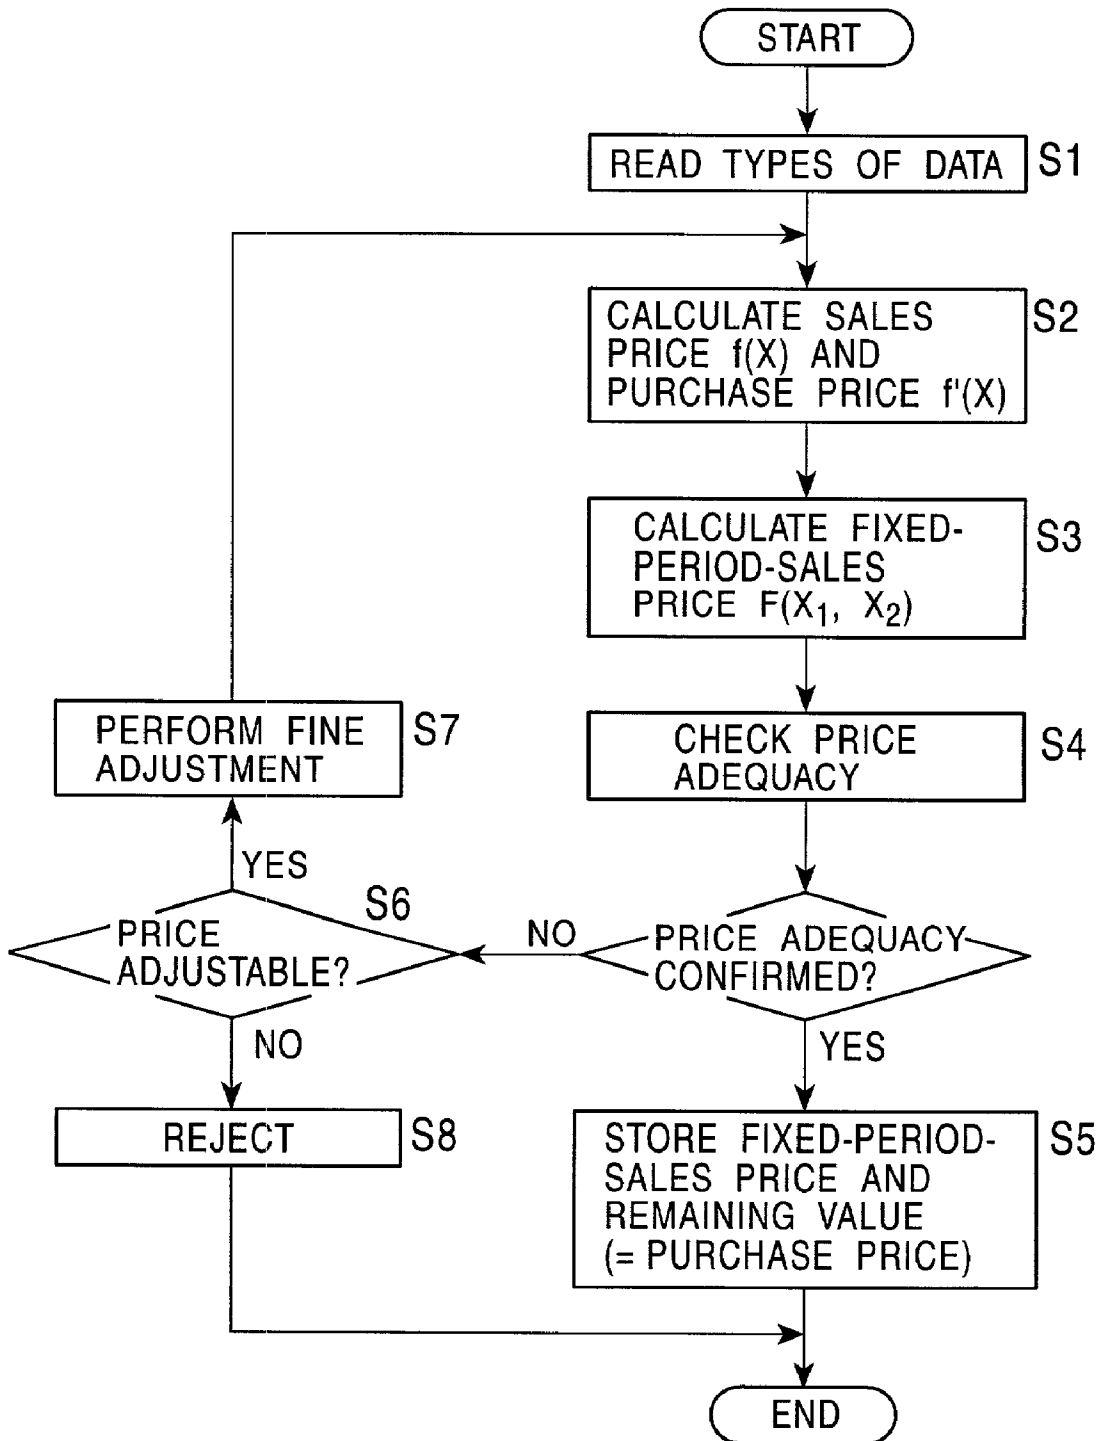 START
READ TYPES OF DATA
S1
CALCULATE SALES
PRICE f(X) AND
PURCHASE PRICE f'(X)
S2
CALCULATE FIXED-
PERIOD-SALES
PRICE F(X₁, X₂)
S3
CHECK PRICE
ADEQUACY
S4
PRICE ADEQUACY
CONFIRMED?
NO
YES
PRICE
ADJUSTABLE?
S6
YES
PERFORM FINE
ADJUSTMENT
S7
NO
REJECT
S8
STORE FIXED-PERIOD-
SALES PRICE AND
REMAINING VALUE
(= PURCHASE PRICE)
S5
END